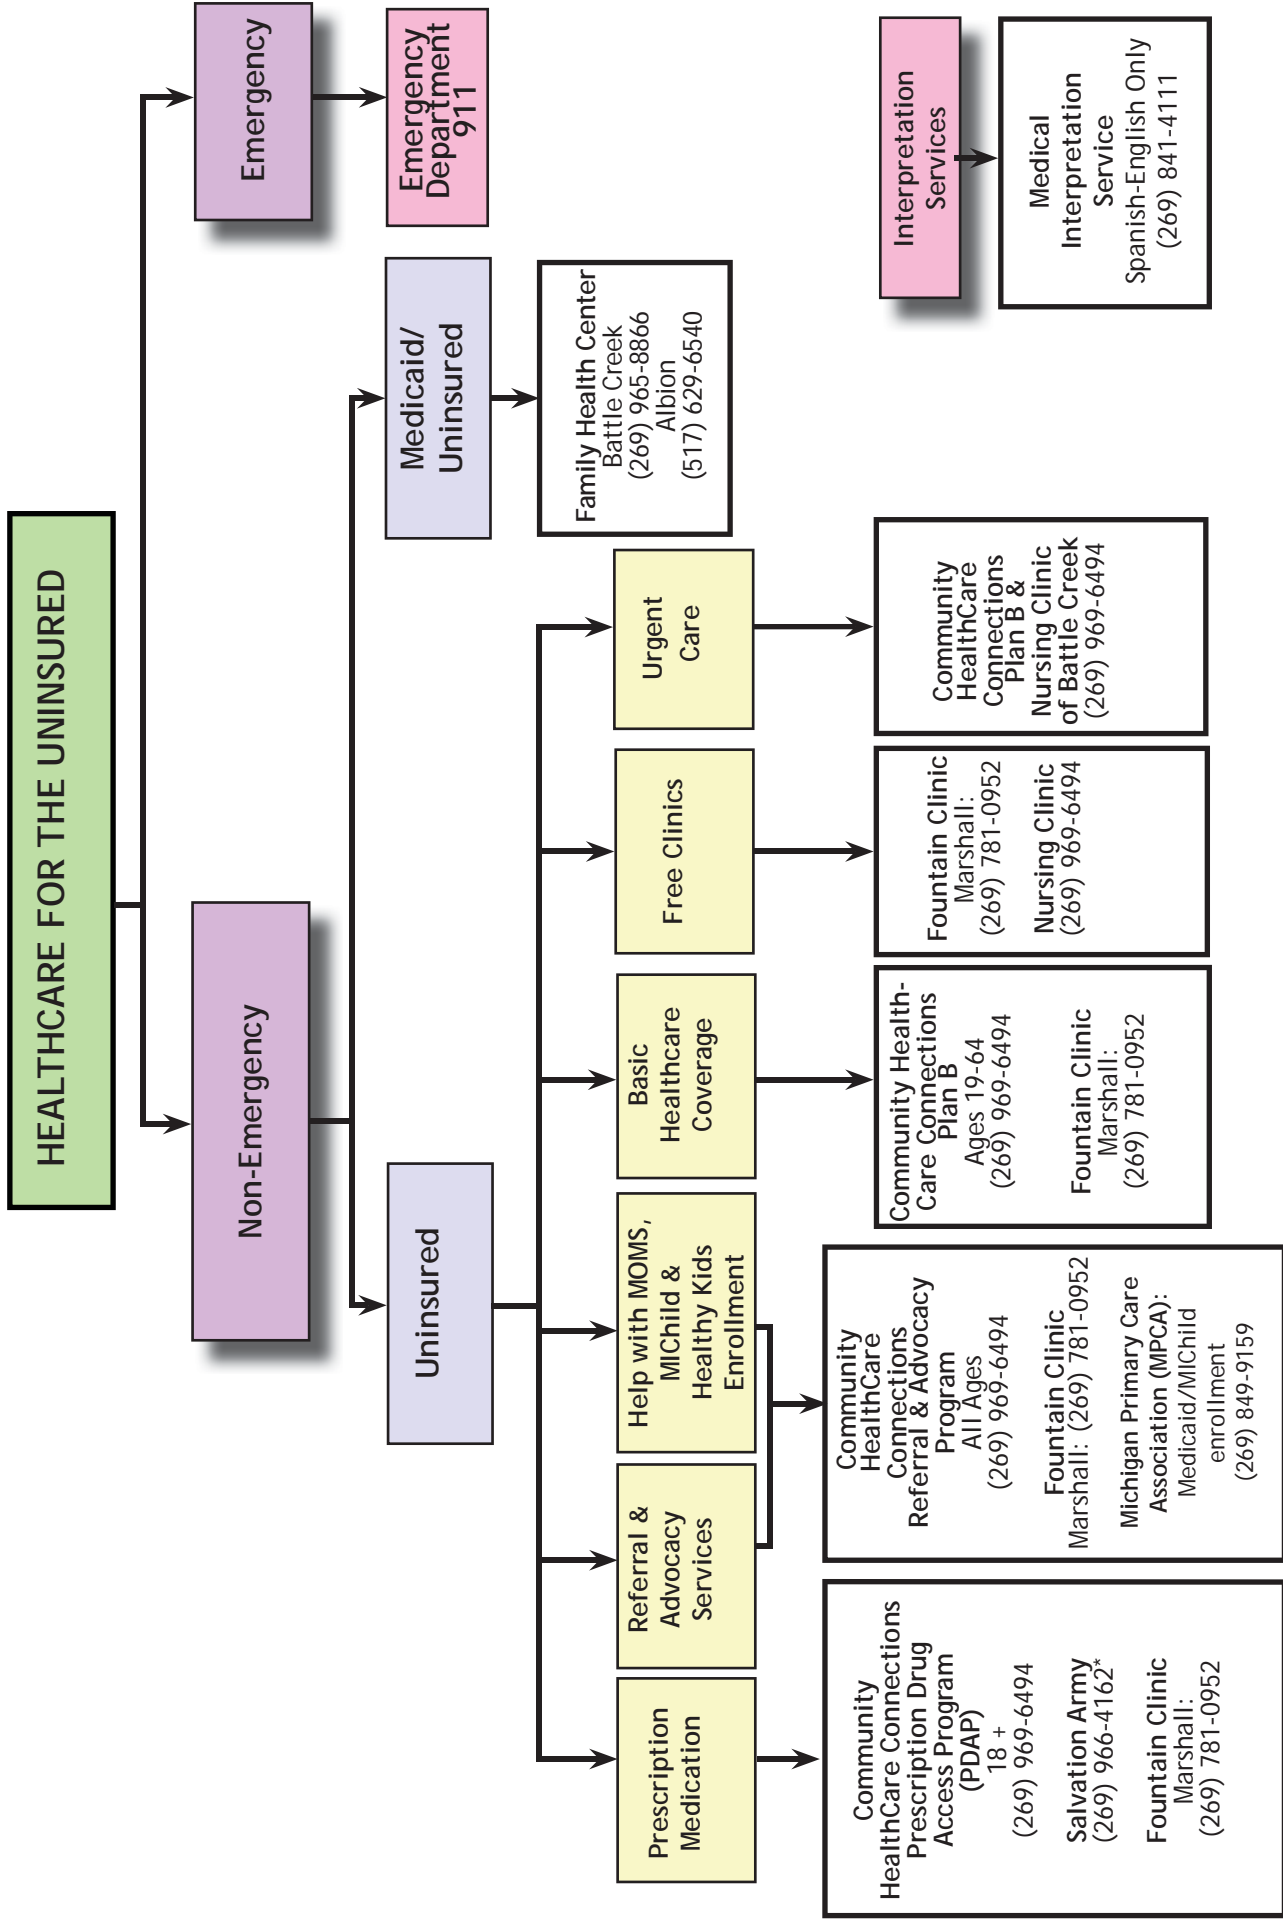 HEALTHCARE FOR THE UNINSURED
Non-Emergency
Emergency
Uninsured
Medicaid/
Uninsured
Emergency
Department
911
Prescription
Medication
Referral &
Advocacy
Services
Help with MOMS,
MIChild &
Healthy Kids
Enrollment
Basic
Healthcare
Coverage
Free Clinics
Urgent
Care
Family Health Center
Battle Creek
(269) 965-8866
Albion
(517) 629-6540
Community
HealthCare Connections
Prescription Drug
Access Program
(PDAP)
18 +
(269) 969-6494
Salvation Army
(269) 966-4162*
Fountain Clinic
Marshall:
(269) 781-0952
Community
HealthCare
Connections
Referral & Advocacy
Program
All Ages
(269) 969-6494
Fountain Clinic
Marshall: (269) 781-0952
Michigan Primary Care
Association (MPCA):
Medicaid/MIChild
enrollment
(269) 849-9159
Community Health-
Care Connections
Plan B
Ages 19-64
(269) 969-6494
Fountain Clinic
Marshall:
(269) 781-0952
Fountain Clinic
Marshall:
(269) 781-0952
Nursing Clinic
(269) 969-6494
Community
HealthCare
Connections
Plan B &
Nursing Clinic
of Battle Creek
(269) 969-6494
Interpretation
Services
Medical
Interpretation
Service
Spanish-English Only
(269) 841-4111